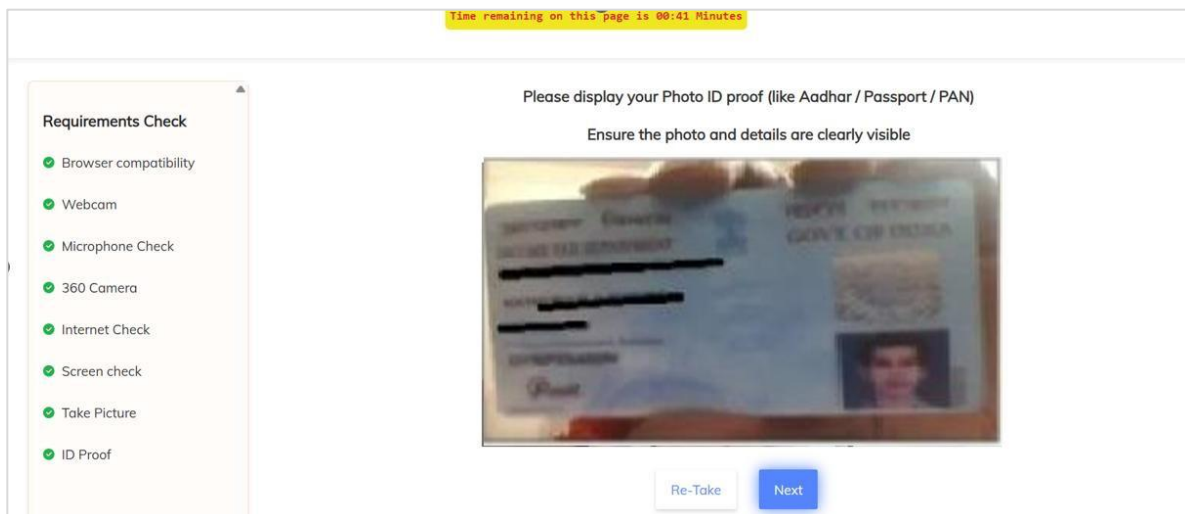 Time remaining on this page is 00:41 Minutes
Requirements Check
Browser compatibility
Webcam
Microphone Check
360 Camera
Internet Check
Screen check
Take Picture
ID Proof
Please display your Photo ID proof (like Aadhar / Passport / PAN)
Ensure the photo and details are clearly visible
GOVT. OF INDIA
Re-Take
Next